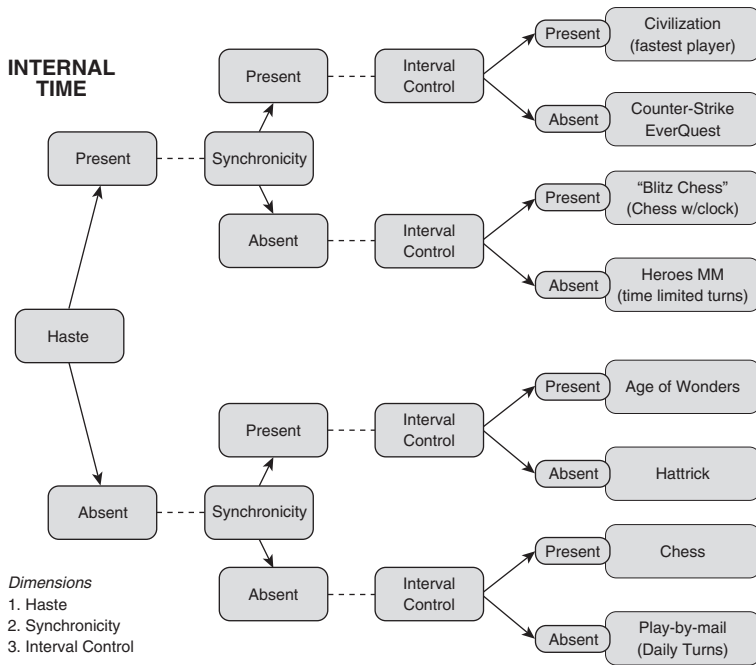 INTERNAL
TIME
Present
Civilization
(fastest player)
Present
Interval
Control
Absent
Counter-Strike
EverQuest
Present
Synchronicity
Present
“Blitz Chess”
(Chess w/clock)
Absent
Interval
Control
Absent
Heroes MM
(time limited turns)
Haste
Present
Age of Wonders
Present
Interval
Control
Absent
Hattrick
Absent
Synchronicity
Present
Chess
Absent
Interval
Control
Absent
Play-by-mail
(Daily Turns)
Dimensions
1. Haste
2. Synchronicity
3. Interval Control